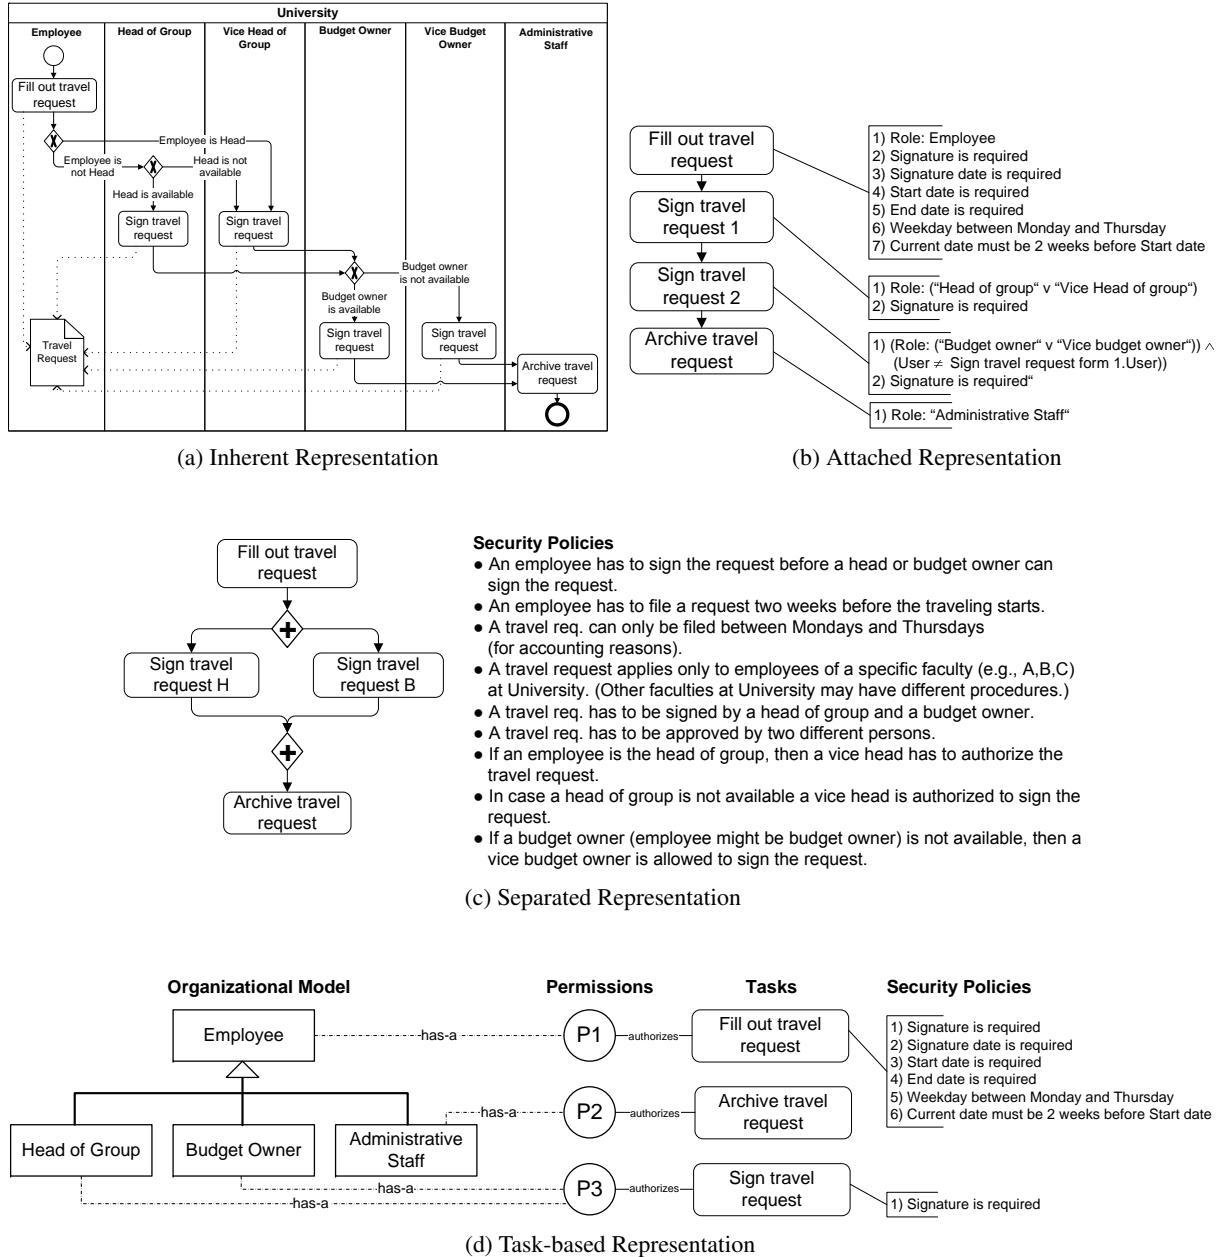 University
Employee
Head of Group
Vice Head of
Group
Budget Owner
Vice Budget
Owner
Administrative
Staff
Fill out travel
request
X
Employee is Head
Employee is
not Head
X
Head is not
available
Head is available
Sign travel
request
Sign travel
request
X
Budget owner
is not available
Budget owner
is available
Travel
Request
Sign travel
request
Sign travel
request
Archive travel
request
(a) Inherent Representation
Fill out travel
request
Sign travel
request 1
Sign travel
request 2
Archive travel
request
1) Role: Employee
2) Signature is required
3) Signature date is required
4) Start date is required
5) End date is required
6) Weekday between Monday and Thursday
7) Current date must be 2 weeks before Start date
1) Role: (“Head of group“ v “Vice Head of group“)
2) Signature is required
1) (Role: (“Budget owner“ v “Vice budget owner“)) ∧
(User ≠ Sign travel request form 1.User))
2) Signature is required“
1) Role: “Administrative Staff“
(b) Attached Representation
Fill out travel
request
+
Sign travel
request H
Sign travel
request B
+
Archive travel
request
Security Policies
● An employee has to sign the request before a head or budget owner can
sign the request.
● An employee has to file a request two weeks before the traveling starts.
● A travel req. can only be filed between Mondays and Thursdays
(for accounting reasons).
● A travel request applies only to employees of a specific faculty (e.g., A,B,C)
at University. (Other faculties at University may have different procedures.)
● A travel req. has to be signed by a head of group and a budget owner.
● A travel req. has to be approved by two different persons.
● If an employee is the head of group, then a vice head has to authorize the
travel request.
● In case a head of group is not available a vice head is authorized to sign the
request.
● If a budget owner (employee might be budget owner) is not available, then a
vice budget owner is allowed to sign the request.
(c) Separated Representation
Organizational Model
Permissions
Tasks
Security Policies
Employee
has-a
P1
authorizes
Fill out travel
request
1) Signature is required
2) Signature date is required
3) Start date is required
4) End date is required
5) Weekday between Monday and Thursday
6) Current date must be 2 weeks before Start date
has-a
P2
authorizes
Archive travel
request
Head of Group
Budget Owner
Administrative
Staff
has-a
has-a
P3
authorizes
Sign travel
request
1) Signature is required
(d) Task-based Representation